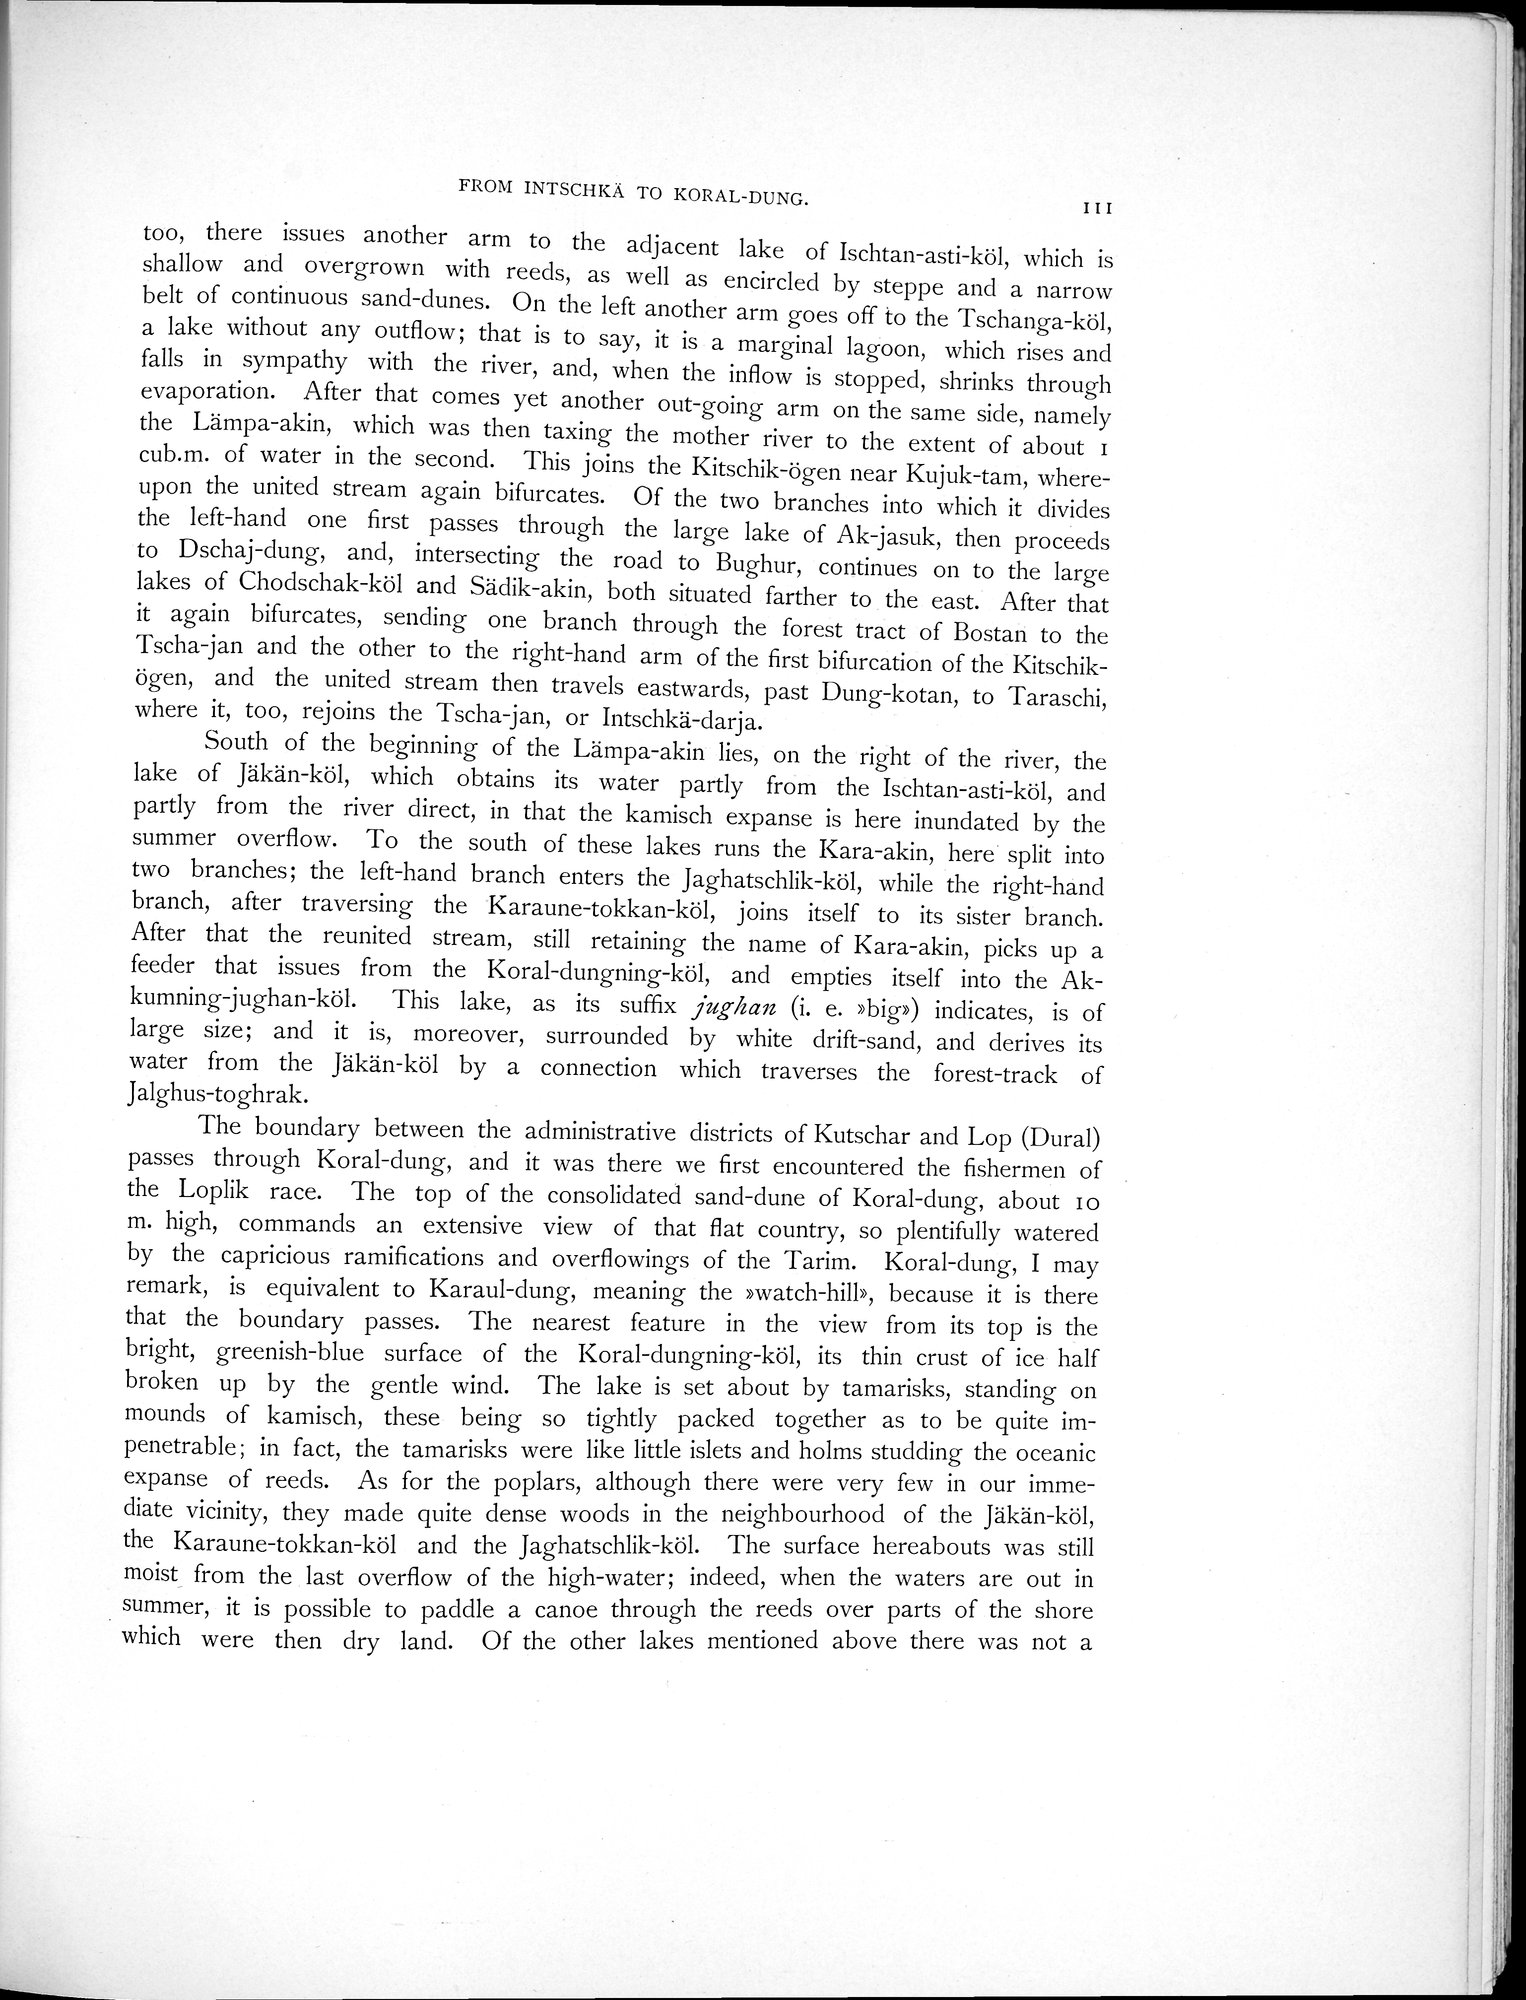 FROM INTSCHKÄ TO KORAL-DUNG.
111
too, there issues another arm to the adjacent lake of Ischtan-asti-köl, which is
shallow and overgrown with reeds, as well as encircled by steppe and a narrow
belt of continuous sand-dunes. On the left another arm goes off to the Tschanga-köl,
a lake without any outflow; that is to say, it is a marginal lagoon, which rises and
falls in sympathy with the river, and, when the inflow is stopped, shrinks through
evaporation. After that comes yet another out-going arm on the same side, namely
the Lämpa-akin, which was then taxing the mother river to the extent of about 1
cub.m. of water in the second. This joins the Kitschik-ögen near Kujuk-tam, where-
upon the united stream again bifurcates. Of the two branches into which it divides
the left-hand one first passes through the large lake of Ak-jasuk, then proceeds
to Dschaj-dung, and, intersecting the road to Bughur, continues on to the large
lakes of Chodschak-köl and Sädik-akin, both situated farther to the east. After that
it again bifurcates, sending one branch through the forest tract of Bostan to the
Tscha-jan and the other to the right-hand arm of the first bifurcation of the Kitschik-
ögen, and the united stream then travels eastwards, past Dung-kotan, to Taraschi,
where it, too, rejoins the Tscha-jan, or Intschkä-darja.
South of the beginning of the Lämpa-akin lies, on the right of the river, the
lake of Jäkän-köl, which obtains its water partly from the Ischtan-asti-köl, and
partly from the river direct, in that the kamisch expanse is here inundated by the
summer overflow. To the south of these lakes runs the Kara-akin, here split into
two branches; the left-hand branch enters the Jaghatschlik-köl, while the right-hand
branch, after traversing the Karaune-tokkan-köl, joins itself to its sister branch.
After that the reunited stream, still retaining the name of Kara-akin, picks up a
feeder that issues from the Koral-dungning-köl, and empties itself into the Ak-
kumning-jughan-köl. This lake, as its suffix jughan (i. e. »big») indicates, is of
large size; and it is, moreover, surrounded by white drift-sand, and derives its
water from the Jäkän-köl by a connection which traverses the forest-track of
Jalghus-toghrak.
The boundary between the administrative districts of Kutschar and Lop (Dural)
passes through Koral-dung, and it was there we first encountered the fishermen of
the Loplik race. The top of the consolidated sand-dune of Koral-dung, about 10
m. high, commands an extensive view of that flat country, so plentifully watered
by the capricious ramifications and overflowings of the Tarim. Koral-dung, I may
remark, is equivalent to Karaul-dung, meaning the »watch-hill», because it is there
that the boundary passes. The nearest feature in the view from its top is the
bright, greenish-blue surface of the Koral-dungning-köl, its thin crust of ice half
broken up by the gentle wind. The lake is set about by tamarisks, standing on
mounds of kamisch, these being so tightly packed together as to be quite im-
penetrable; in fact, the tamarisks were like little islets and holms studding the oceanic
expanse of reeds. As for the poplars, although there were very few in our imme-
diate vicinity, they made quite dense woods in the neighbourhood of the Jäkän-köl,
the Karaune-tokkan-köl and the Jaghatschlik-köl. The surface hereabouts was still
moist from the last overflow of the high-water; indeed, when the waters are out in
summer, it is possible to paddle a canoe through the reeds over parts of the shore
which were then dry land. Of the other lakes mentioned above there was not a